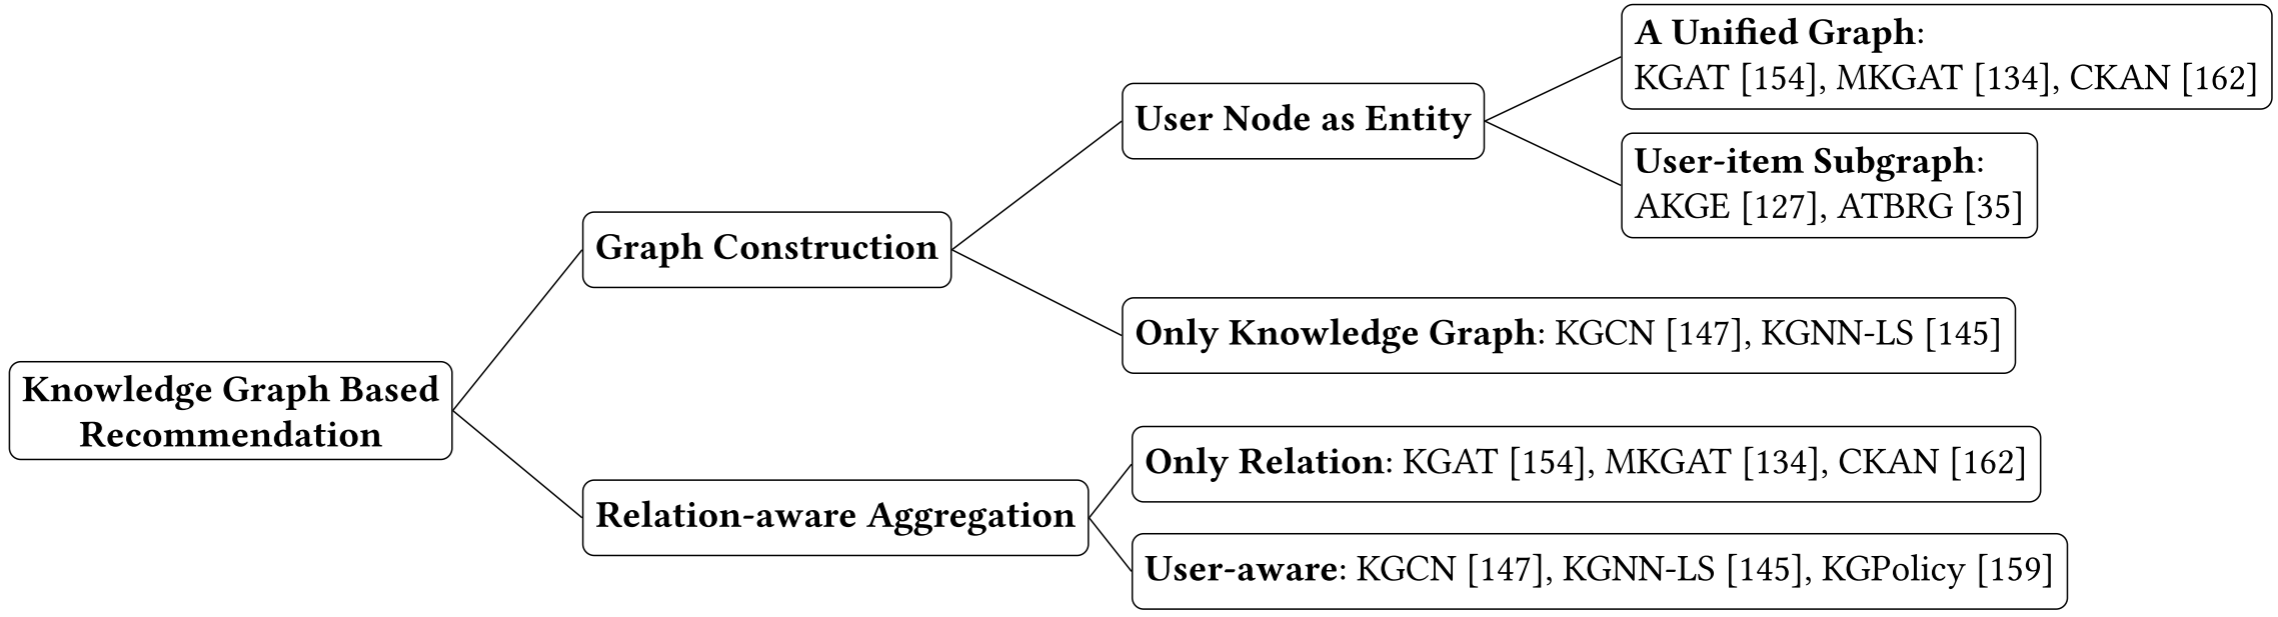 A Unified Graph:
KGAT [154], MKGAT [134], CKAN [162]
User Node as Entity
User-item Subgraph:
AKGE [127], ATBRG [35]
Graph Construction
Only Knowledge Graph: KGCN [147], KGNN-LS [145]
Knowledge Graph Based
Recommendation
Only Relation: KGAT [154], MKGAT [134], CKAN [162]
Relation-aware Aggregation
User-aware: KGCN [147], KGNN-LS [145], KGPolicy [159]